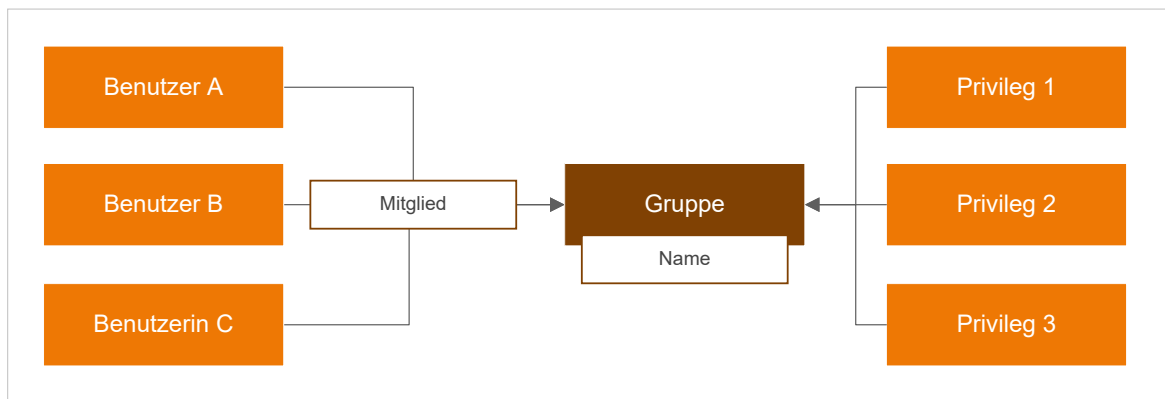 Benutzer A
Privileg 1
Benutzer B
Mitglied
Gruppe
Privileg 2
Name
Benutzerin C
Privileg 3